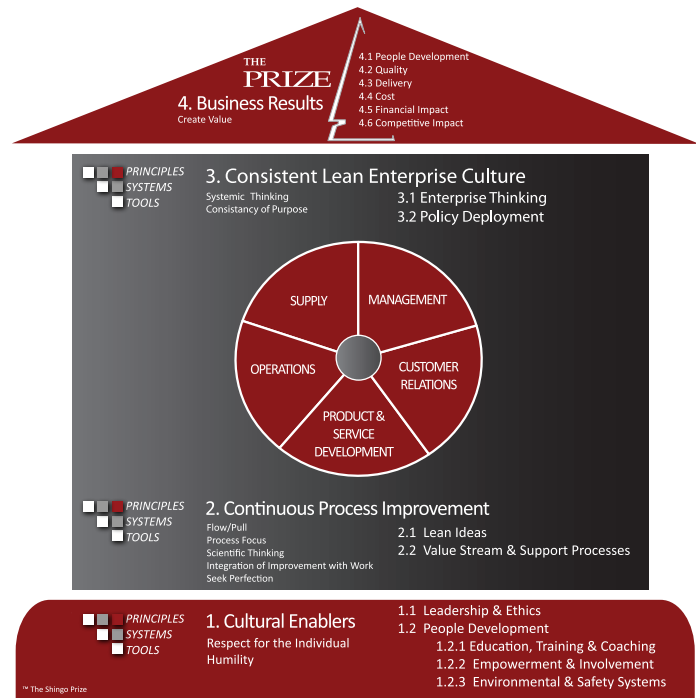 THE
PRIZE
4. Business Results
Create Value
4.1 People Development
4.2 Quality
4.3 Delivery
4.4 Cost
4.5 Financial Impact
4.6 Competitive Impact
PRINCIPLES
SYSTEMS
TOOLS
3. Consistent Lean Enterprise Culture
Systemic Thinking
Consistancy of Purpose
3.1 Enterprise Thinking
3.2 Policy Deployment
SUPPLY
MANAGEMENT
OPERATIONS
CUSTOMER
RELATIONS
PRODUCT &
SERVICE
DEVELOPMENT
PRINCIPLES
SYSTEMS
TOOLS
2. Continuous Process Improvement
Flow/Pull
Process Focus
Scientific Thinking
Integration of Improvement with Work
Seek Perfection
2.1 Lean Ideas
2.2 Value Stream & Support Processes
PRINCIPLES
SYSTEMS
TOOLS
1. Cultural Enablers
Respect for the Individual
Humility
1.1 Leadership & Ethics
1.2 People Development
1.2.1 Education, Training & Coaching
1.2.2 Empowerment & Involvement
1.2.3 Environmental & Safety Systems
™ The Shingo Prize